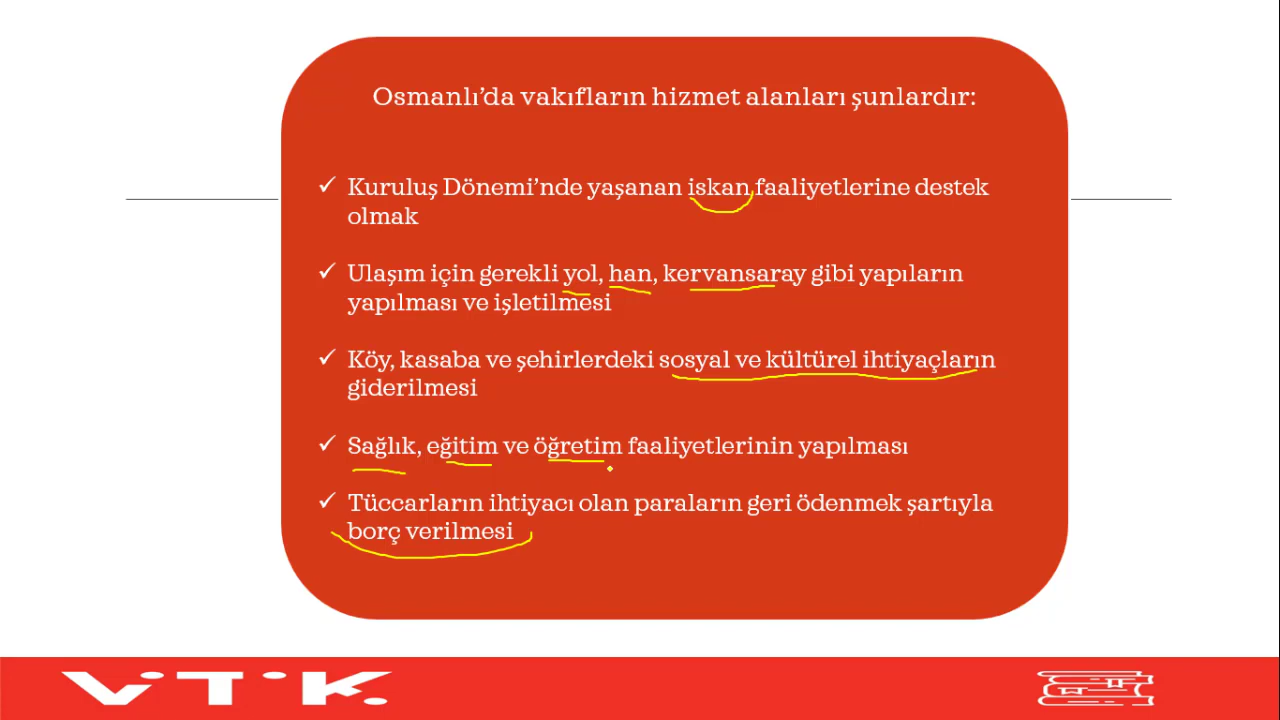 Osmanlı’da vakıfların hizmet alanları şunlardır:
✓ Kuruluş Dönemi’nde yaşanan iskan faaliyetlerine destek
olmak
✓ Ulaşım için gerekli yol, han, kervansaray gibi yapıların
yapılması ve işletilmesi
✓ Köy, kasaba ve şehirlerdeki sosyal ve kültürel ihtiyaçların
giderilmesi
✓ Sağlık, eğitim ve öğretim faaliyetlerinin yapılması
✓ Tüccarların ihtiyacı olan paraların geri ödenmek şartıyla
borç verilmesi
V.T.K.